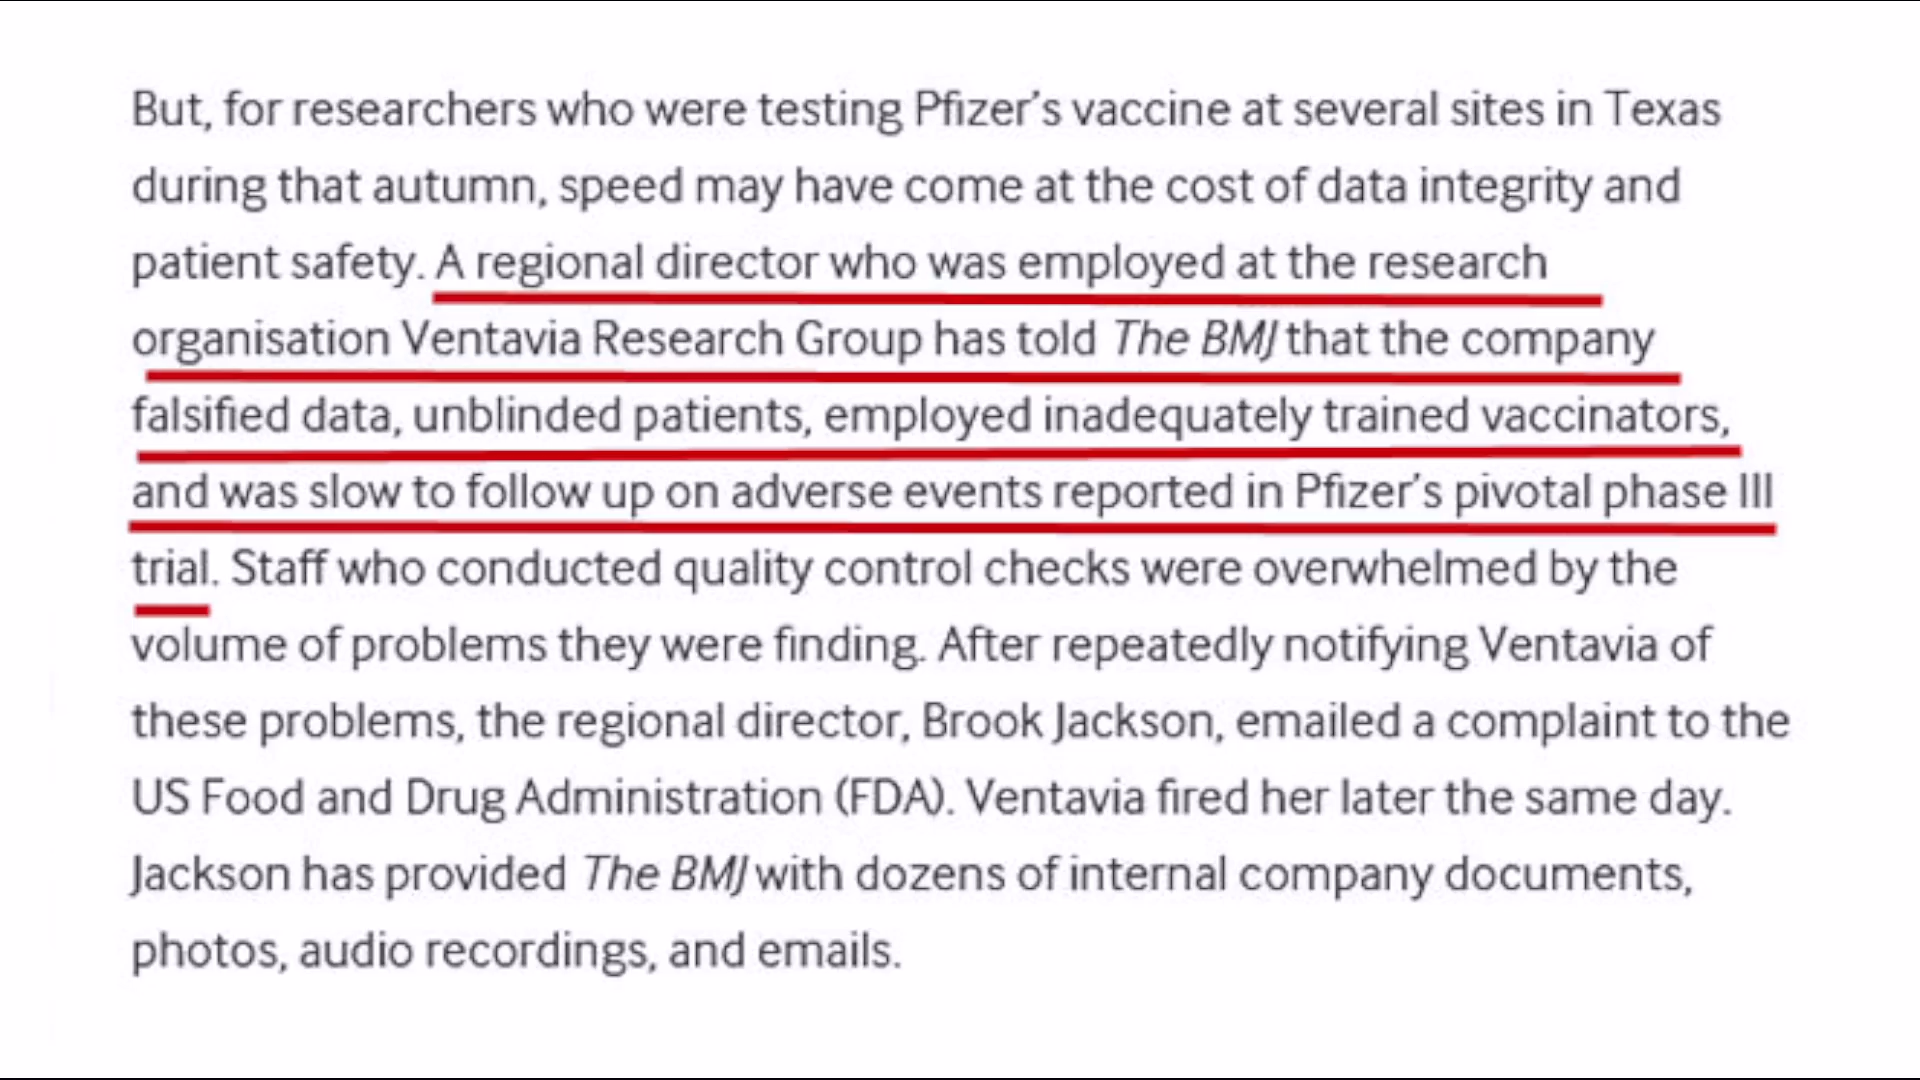 But, for researchers who were testing Pfizer's vaccine at several sites in Texas
during that autumn, speed may have come at the cost of data integrity and
patient safety. A regional director who was employed at the research
organisation Ventavia Research Group has told The BMJ that the company
falsified data, unblinded patients, employed inadequately trained vaccinators,
and was slow to follow up on adverse events reported in Pfizer's pivotal phase III
trial. Staff who conducted quality control checks were overwhelmed by the
volume of problems they were finding. After repeatedly notifying Ventavia of
these problems, the regional director, Brook Jackson, emailed a complaint to the
US Food and Drug Administration (FDA). Ventavia fired her later the same day.
Jackson has provided The BMJ with dozens of internal company documents,
photos, audio recordings, and emails.